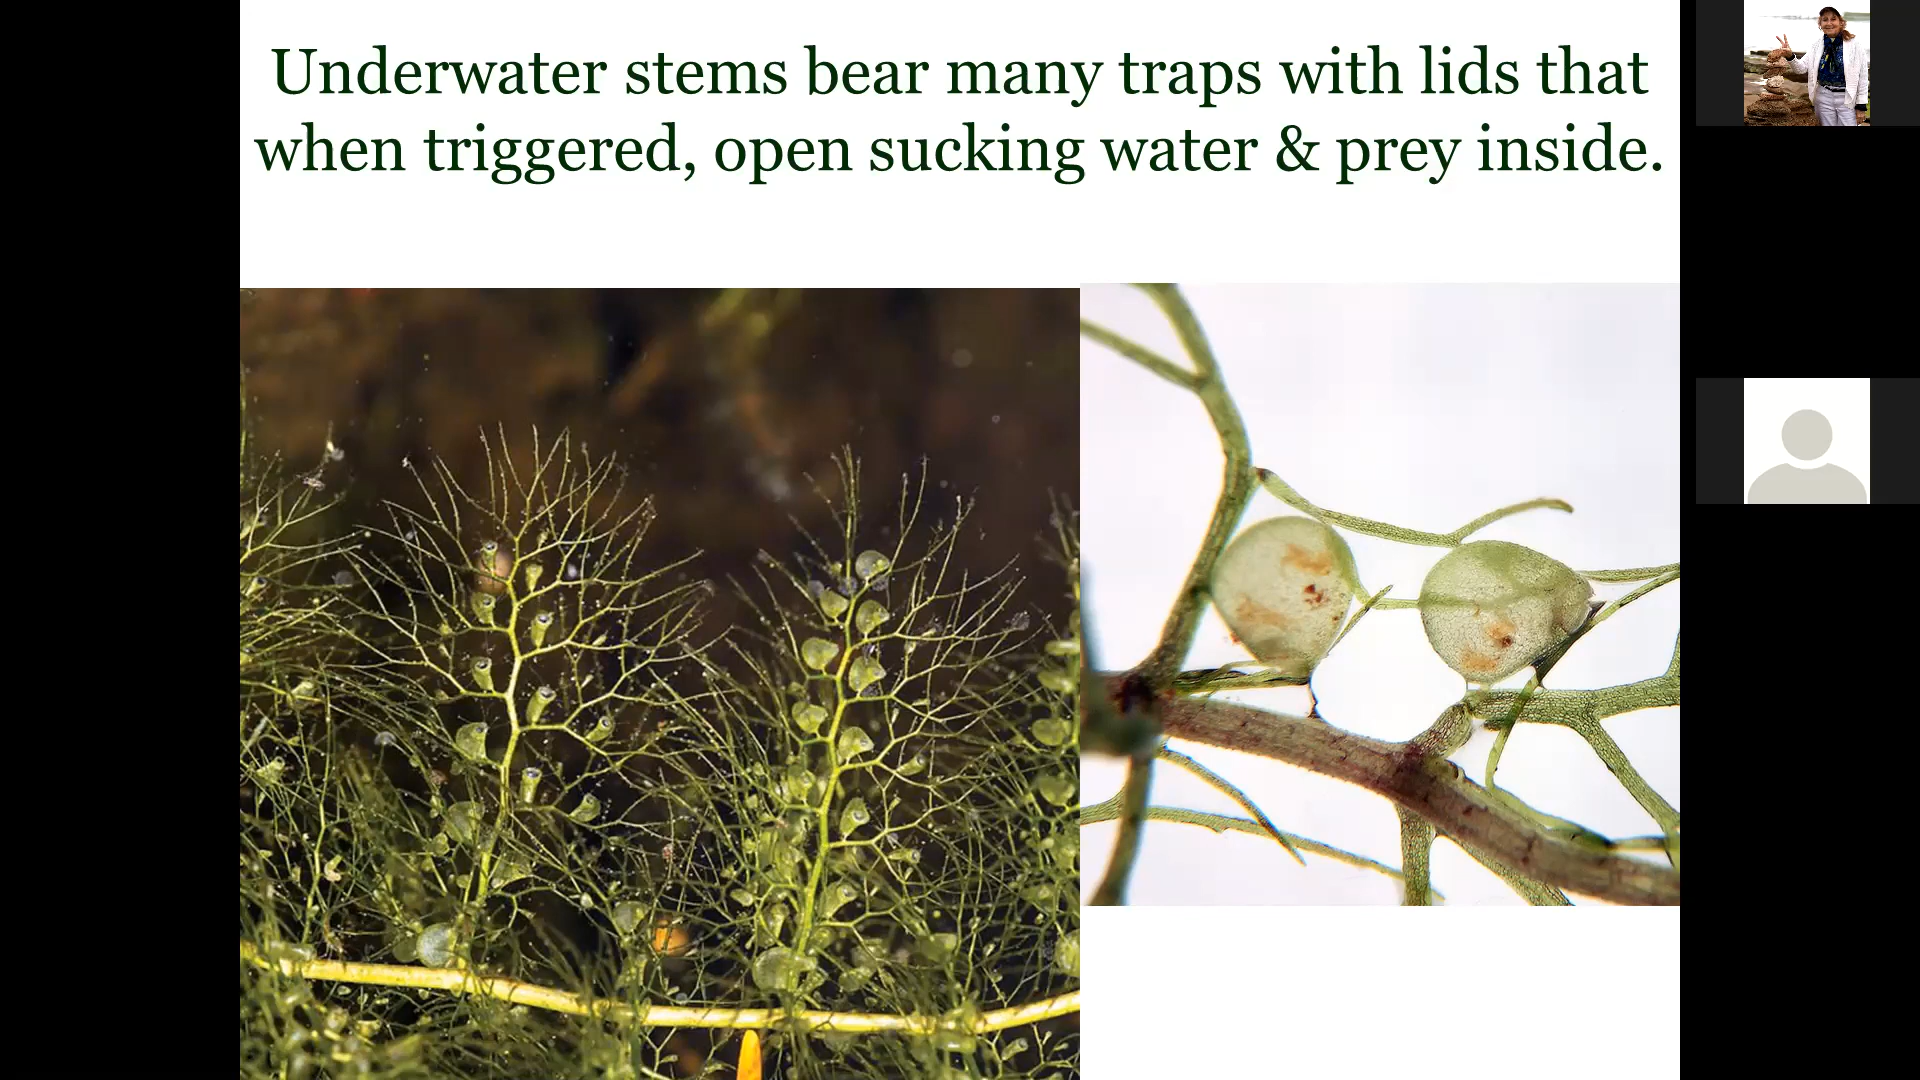 Underwater stems bear many traps with lids that
when triggered, open sucking water & prey inside.